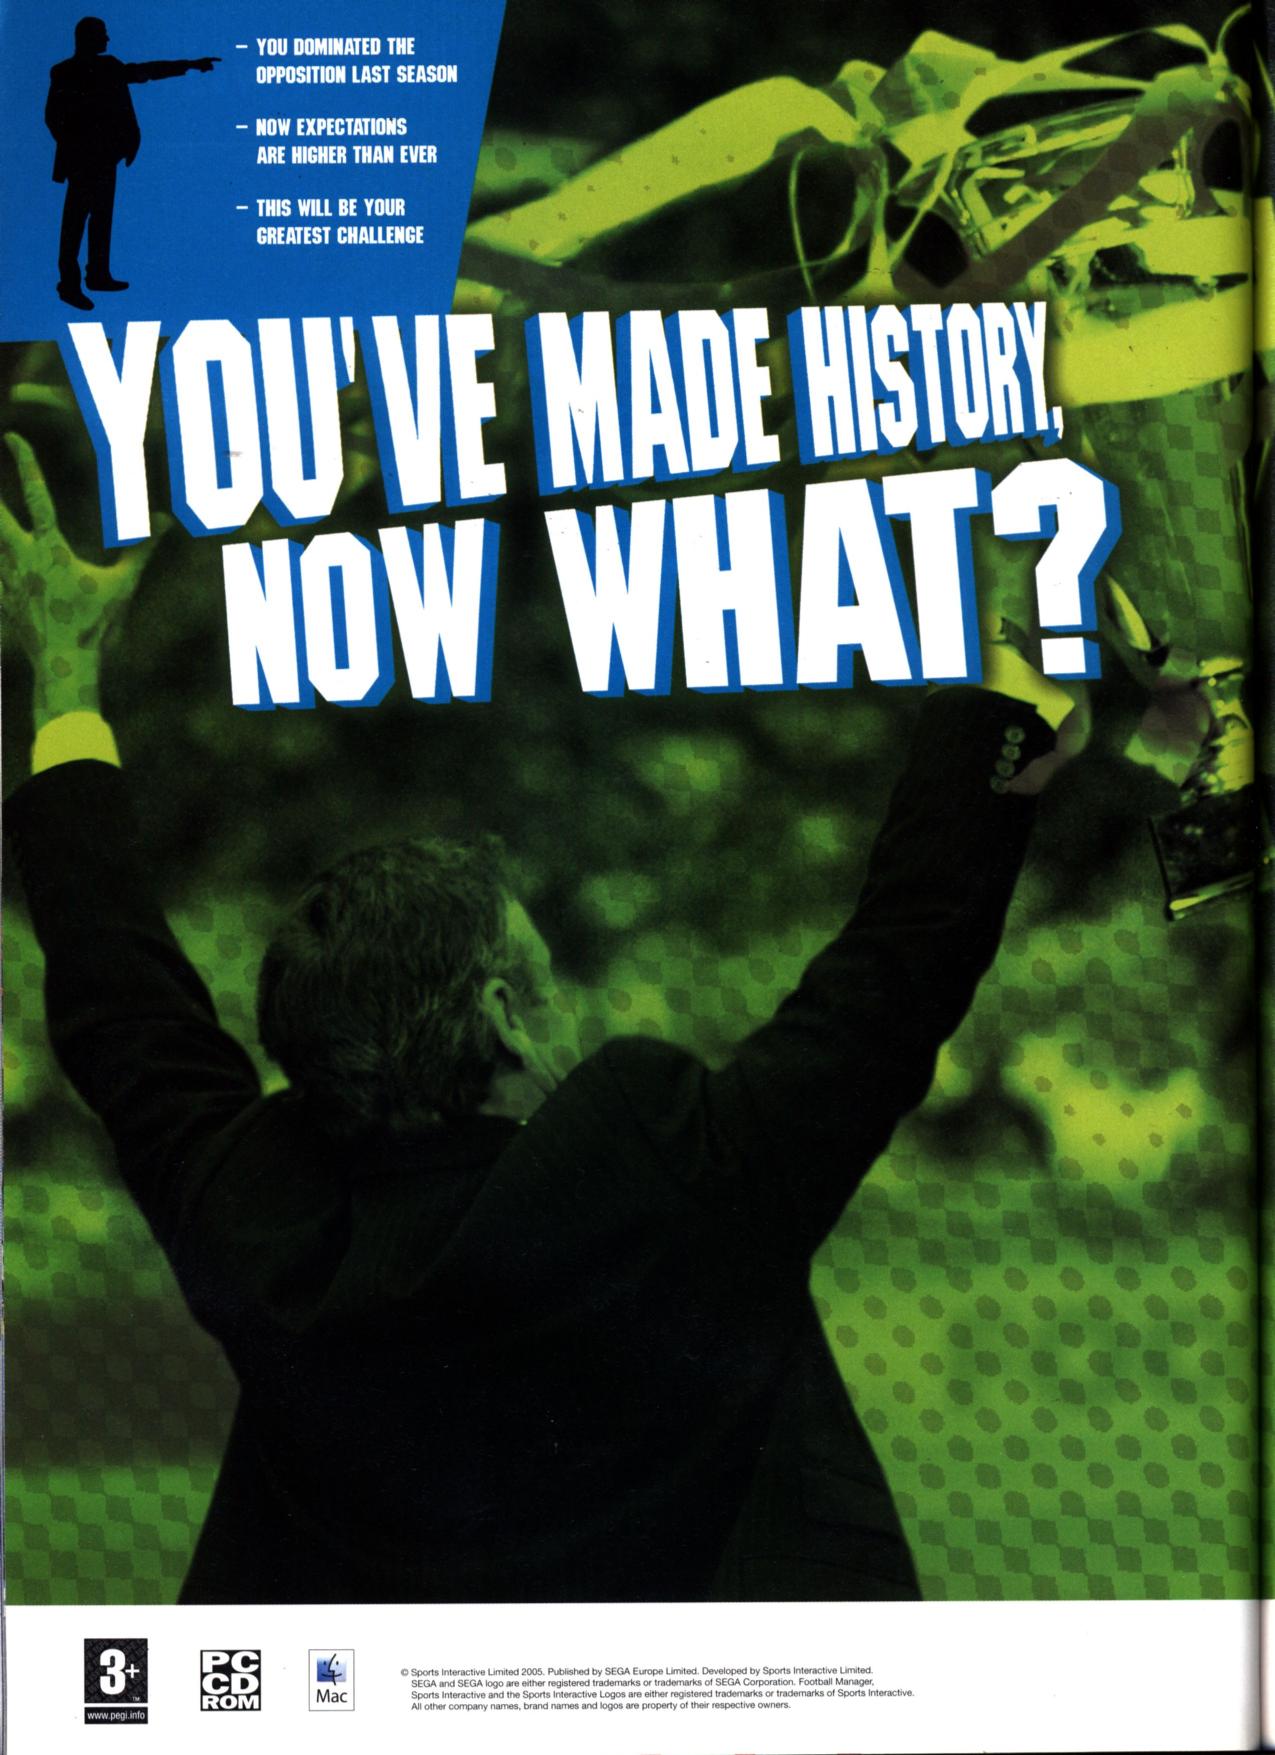 – YOU DOMINATED THE
OPPOSITION LAST SEASON
– NOW EXPECTATIONS
ARE HIGHER THAN EVER
– THIS WILL BE YOUR
GREATEST CHALLENGE
YOU'VE MADE HISTORY,
NOW WHAT?
3+
TM
www.pegi.info
PC
CD
ROM
Mac
© Sports Interactive Limited 2005. Published by SEGA Europe Limited. Developed by Sports Interactive Limited.
SEGA and SEGA logo are either registered trademarks or trademarks of SEGA Corporation. Football Manager,
Sports Interactive and the Sports Interactive Logos are either registered trademarks or trademarks of Sports Interactive.
All other company names, brand names and logos are property of their respective owners.